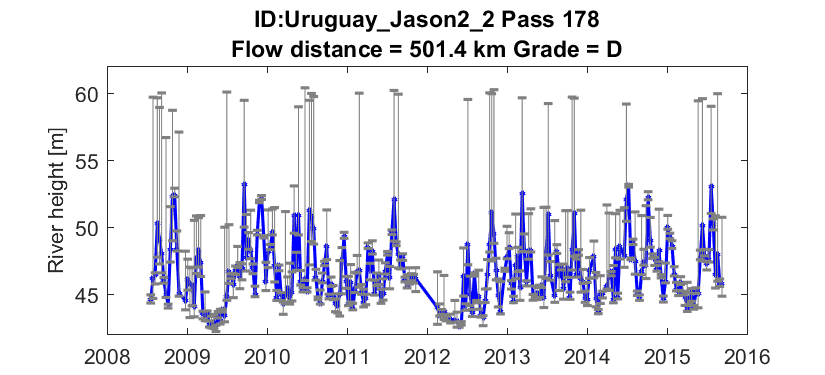 ID:Uruguay_Jason2_2 Pass 178
Flow distance = 501.4 km Grade = D
River height [m]
60
55
50
45
2008 2009 2010 2011 2012 2013 2014 2015 2016